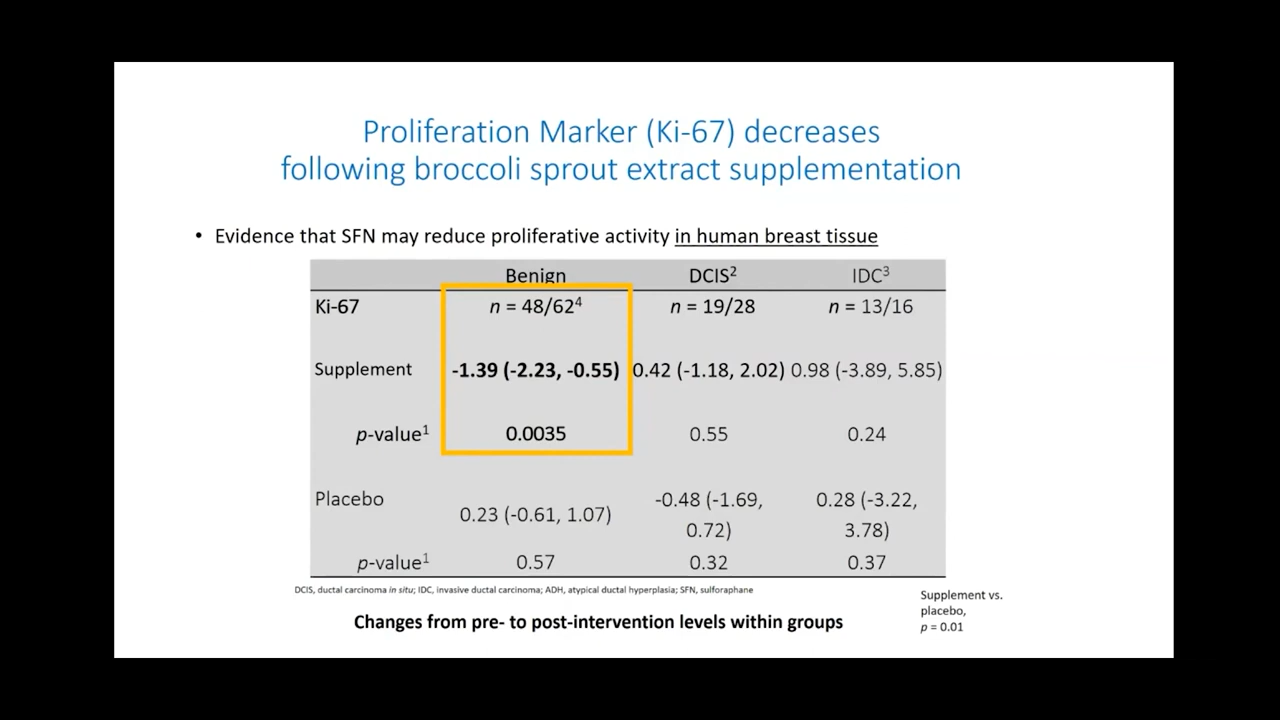 Proliferation Marker (Ki-67) decreases
following broccoli sprout extract supplementation
• Evidence that SFN may reduce proliferative activity in human breast tissue
Benign DCIS² IDC³
Ki-67 n = 48/62⁴ n = 19/28 n = 13/16
Supplement -1.39 (-2.23, -0.55) 0.42 (-1.18, 2.02) 0.98 (-3.89, 5.85)
p-value¹ 0.0035 0.55 0.24
Placebo 0.23 (-0.61, 1.07) -0.48 (-1.69, 0.28 (-3.22,
0.72) 3.78)
p-value¹ 0.57 0.32 0.37
DCIS, ductal carcinoma in situ; IDC, invasive ductal carcinoma; ADH, atypical ductal hyperplasia; SFN, sulforaphane
Changes from pre- to post-intervention levels within groups
Supplement vs.
placebo,
p = 0.01